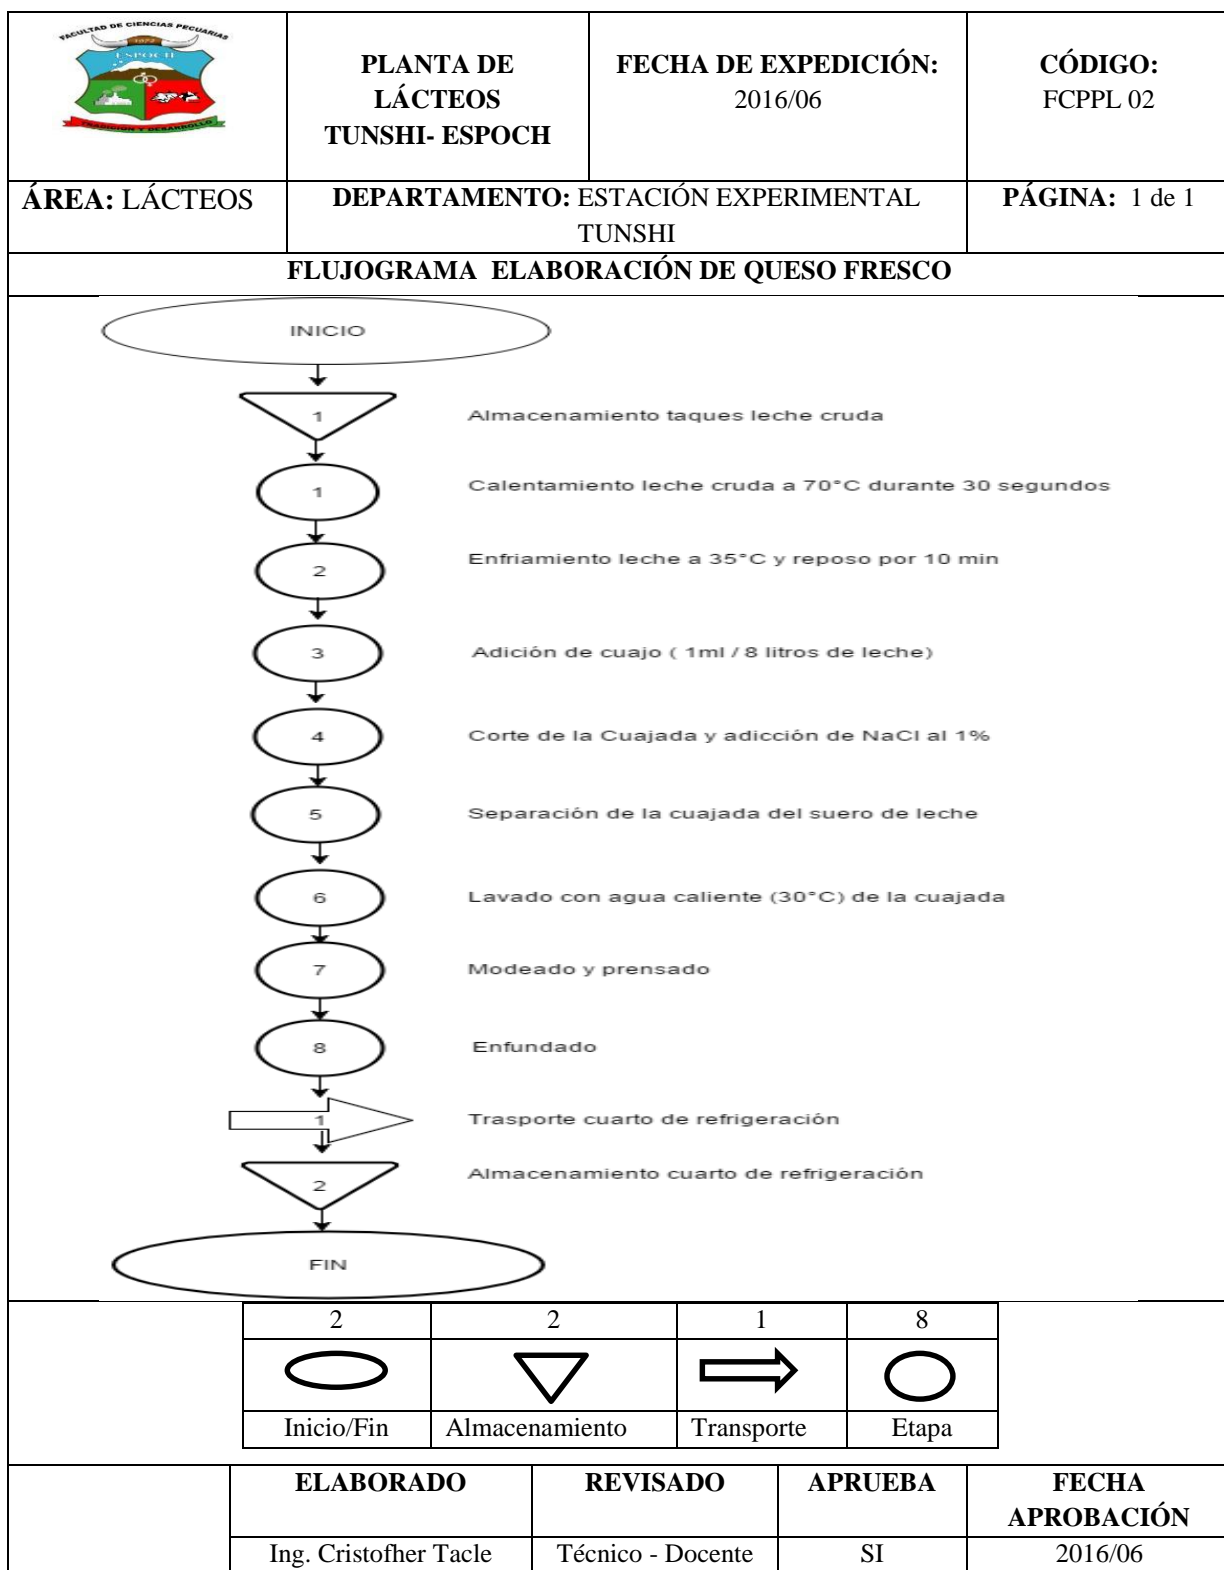 FACULTAD DE CIENCIAS PECUARIAS
1972
ESPOCH
TRADICION Y DESARROLLO
PLANTA DE
LÁCTEOS
TUNSHI- ESPOCH
FECHA DE EXPEDICIÓN:
2016/06
CÓDIGO:
FCPPL 02
ÁREA: LÁCTEOS
DEPARTAMENTO: ESTACIÓN EXPERIMENTAL
TUNSHI
PÁGINA: 1 de 1
FLUJOGRAMA ELABORACIÓN DE QUESO FRESCO
INICIO
1 Almacenamiento taques leche cruda
1 Calentamiento leche cruda a 70°C durante 30 segundos
2 Enfriamiento leche a 35°C y reposo por 10 min
3 Adición de cuajo ( 1ml / 8 litros de leche)
4 Corte de la Cuajada y adicción de NaCl al 1%
5 Separación de la cuajada del suero de leche
6 Lavado con agua caliente (30°C) de la cuajada
7 Modeado y prensado
8 Enfundado
1 Trasporte cuarto de refrigeración
2 Almacenamiento cuarto de refrigeración
FIN
2 2 1 8
Inicio/Fin Almacenamiento Transporte Etapa
ELABORADO REVISADO APRUEBA FECHA
APROBACIÓN
Ing. Cristofher Tacle Técnico - Docente SI 2016/06